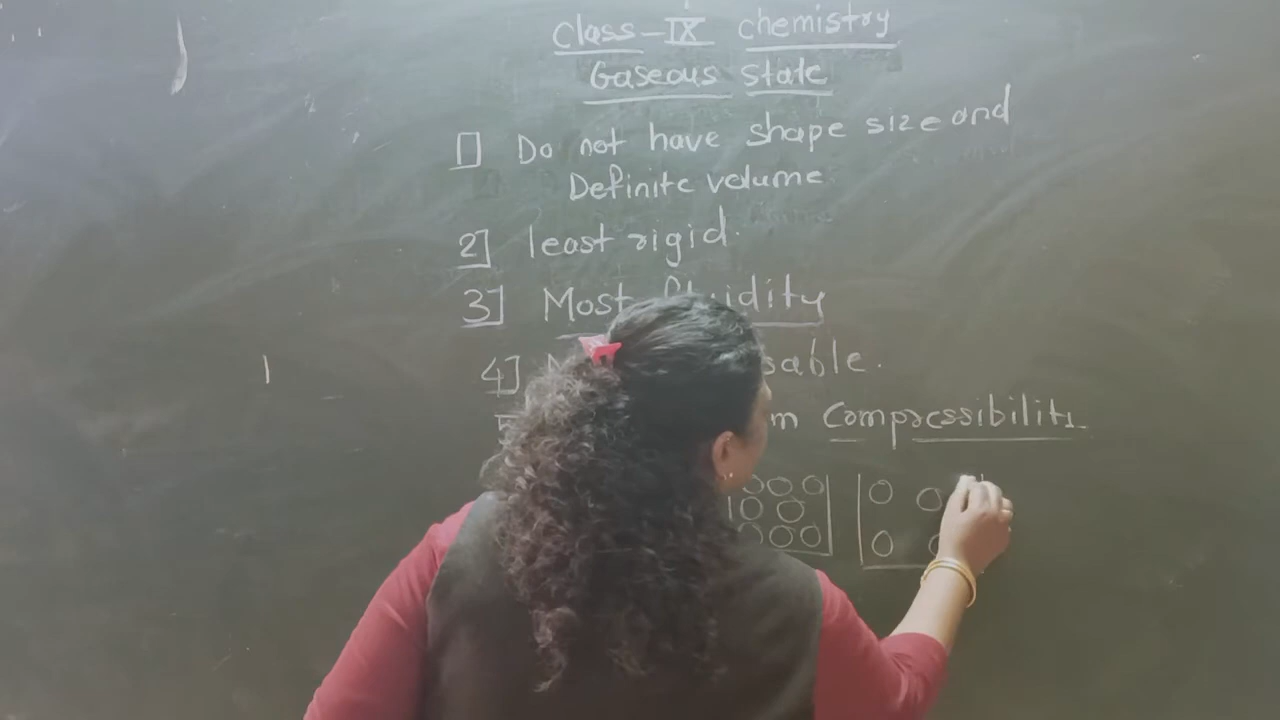 Class-IX chemistry
Gaseous state
1] Do not have shape size and
Definite volume
2] least rigid.
3] Most fluidity
4]
compressibility